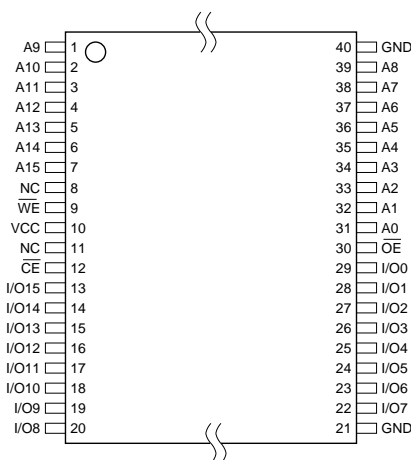 A9 1 40 GND
A10 2 39 A8
A11 3 38 A7
A12 4 37 A6
A13 5 36 A5
A14 6 35 A4
A15 7 34 A3
NC 8 33 A2
W̅E̅ 9 32 A1
VCC 10 31 A0
NC 11 30 O̅E̅
C̅E̅ 12 29 I/O0
I/O15 13 28 I/O1
I/O14 14 27 I/O2
I/O13 15 26 I/O3
I/O12 16 25 I/O4
I/O11 17 24 I/O5
I/O10 18 23 I/O6
I/O9 19 22 I/O7
I/O8 20 21 GND